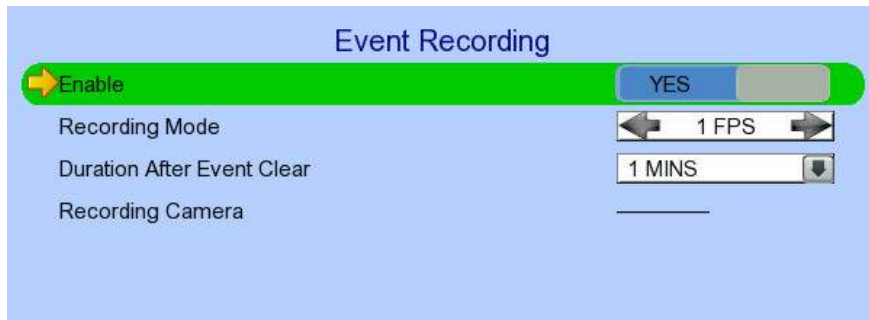 Event Recording
Enable YES
Recording Mode 1 FPS
Duration After Event Clear 1 MINS
Recording Camera